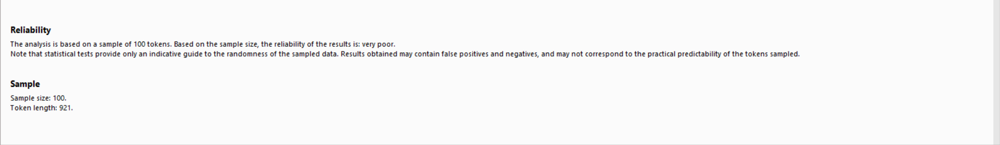 Reliability
The analysis is based on a sample of 100 tokens. Based on the sample size, the reliability of the results is: very poor.
Note that statistical tests provide only an indicative guide to the randomness of the sampled data. Results obtained may contain false positives and negatives, and may not correspond to the practical predictability of the tokens sampled.
Sample
Sample size: 100.
Token length: 921.